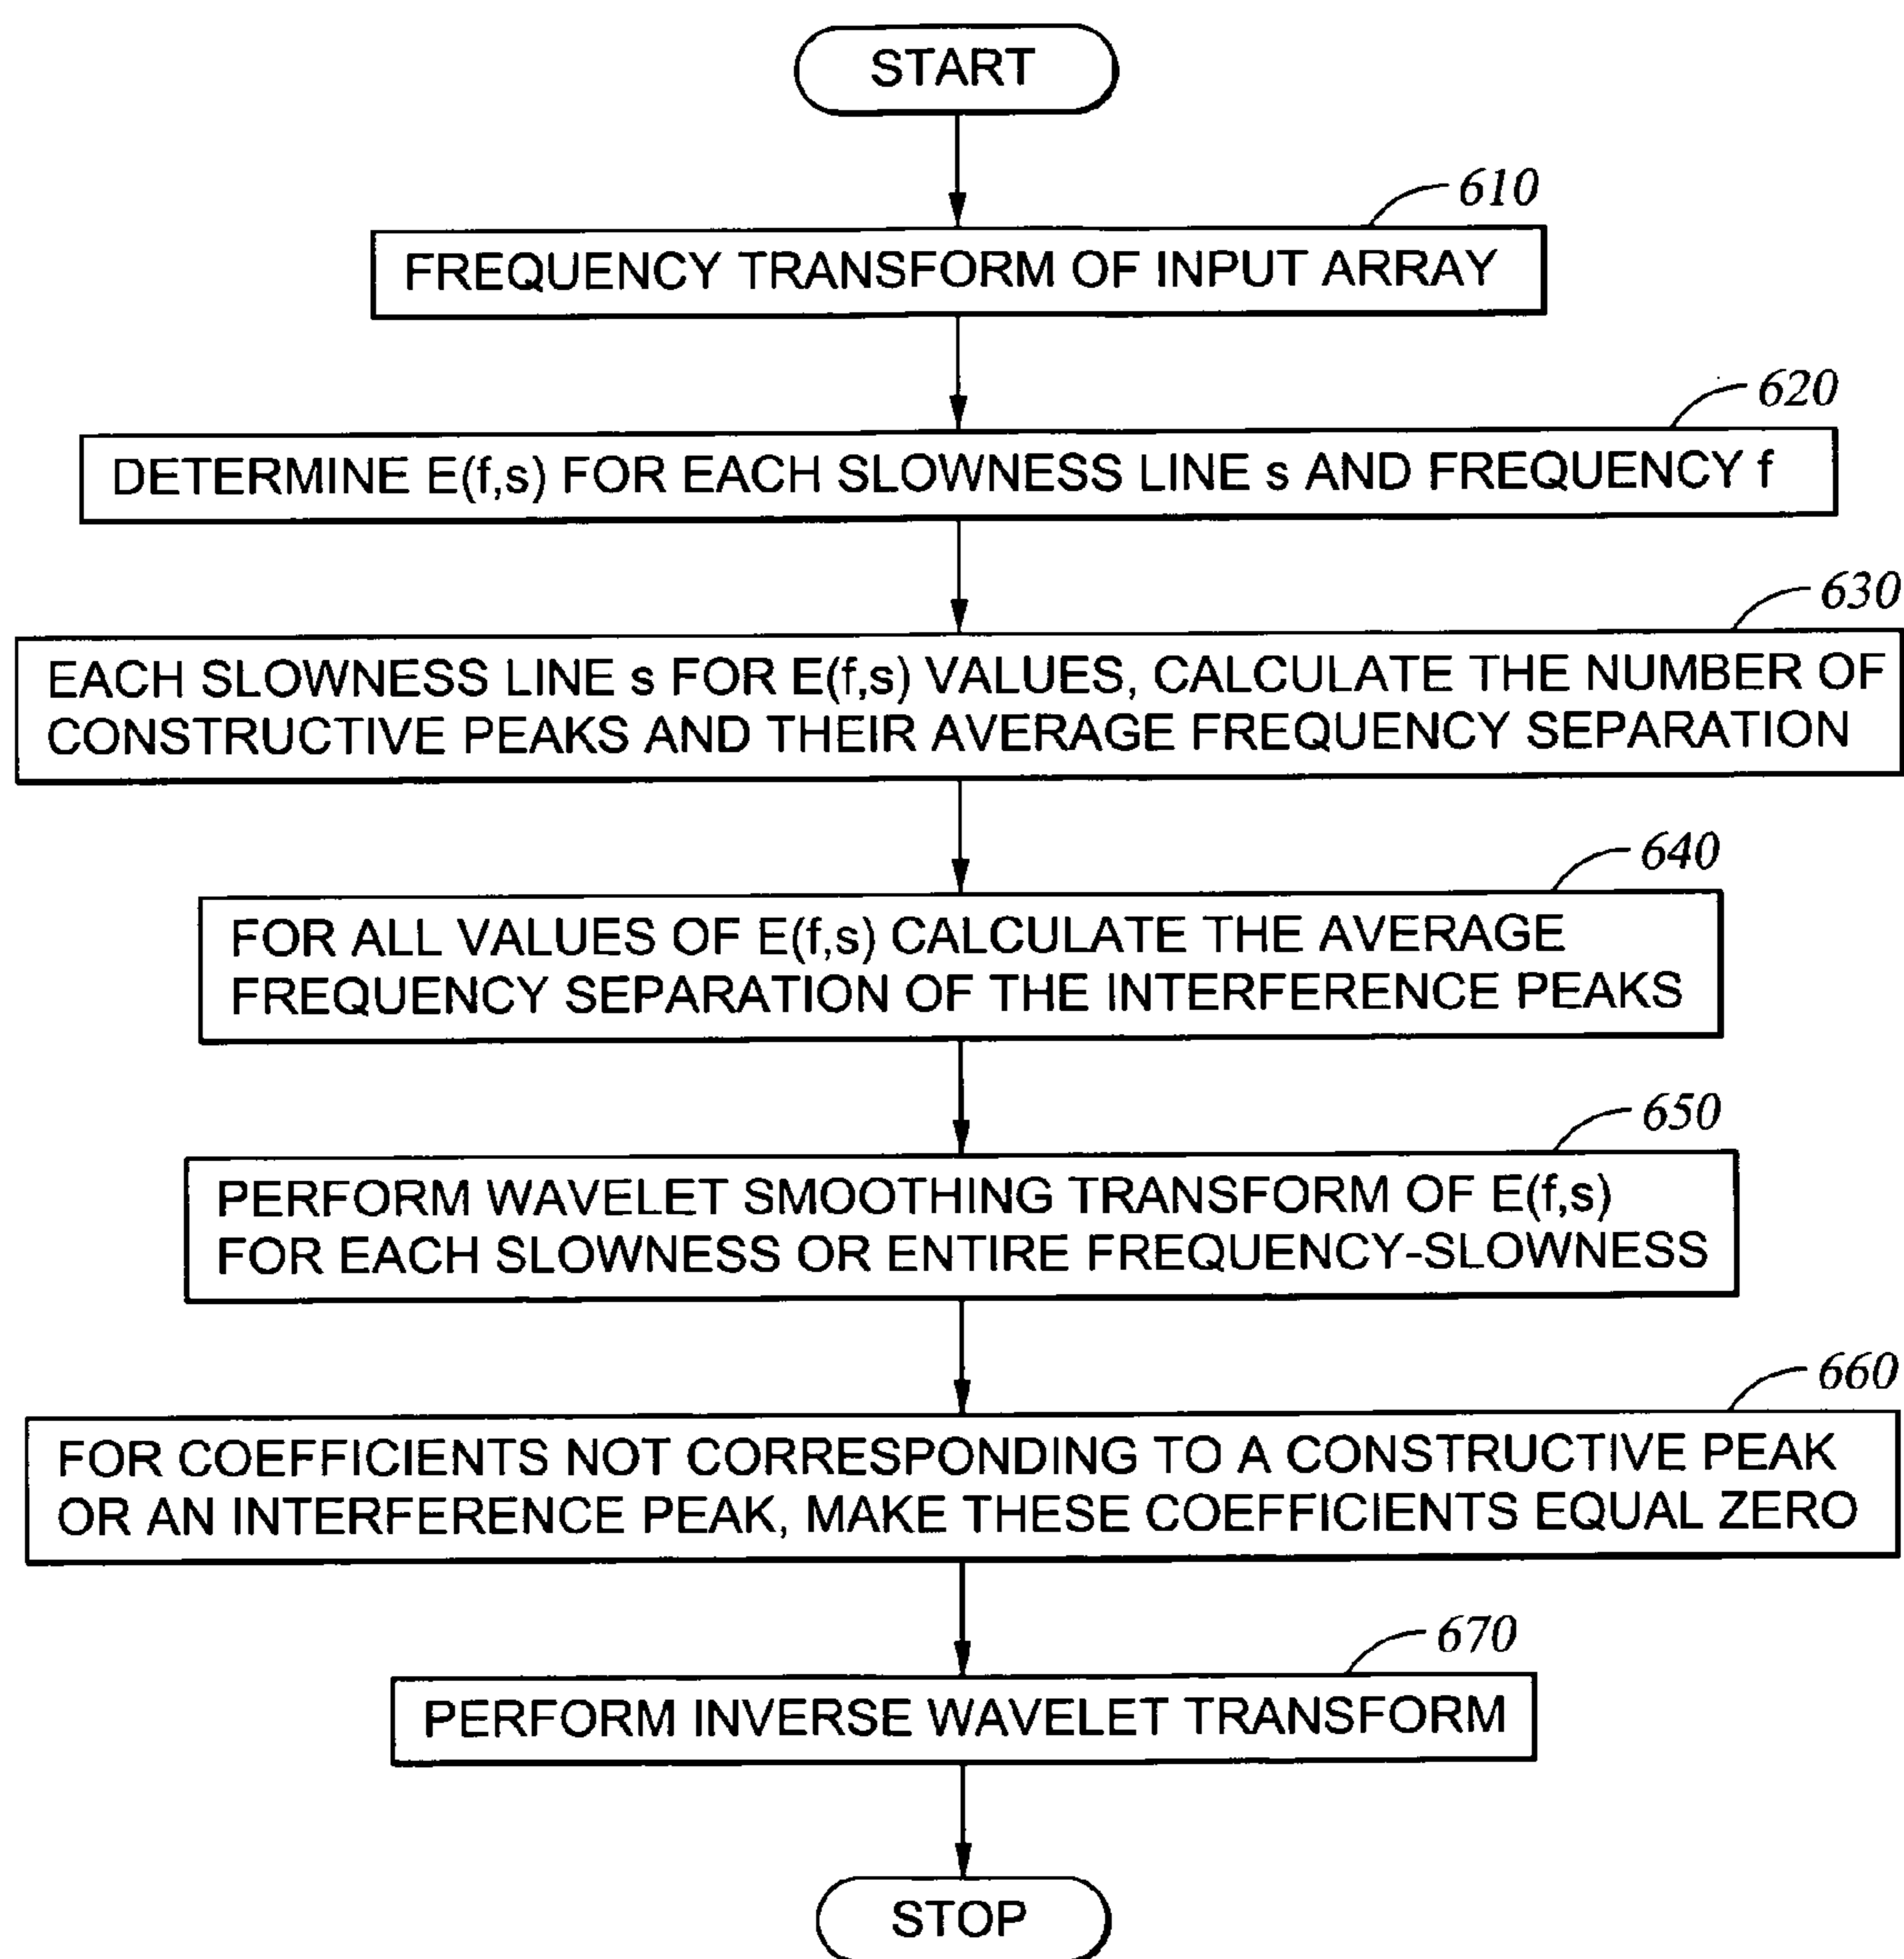 START
610
FREQUENCY TRANSFORM OF INPUT ARRAY
620
DETERMINE E(f,s) FOR EACH SLOWNESS LINE s AND FREQUENCY f
630
EACH SLOWNESS LINE s FOR E(f,s) VALUES, CALCULATE THE NUMBER OF
CONSTRUCTIVE PEAKS AND THEIR AVERAGE FREQUENCY SEPARATION
640
FOR ALL VALUES OF E(f,s) CALCULATE THE AVERAGE
FREQUENCY SEPARATION OF THE INTERFERENCE PEAKS
650
PERFORM WAVELET SMOOTHING TRANSFORM OF E(f,s)
FOR EACH SLOWNESS OR ENTIRE FREQUENCY-SLOWNESS
660
FOR COEFFICIENTS NOT CORRESPONDING TO A CONSTRUCTIVE PEAK
OR AN INTERFERENCE PEAK, MAKE THESE COEFFICIENTS EQUAL ZERO
670
PERFORM INVERSE WAVELET TRANSFORM
STOP